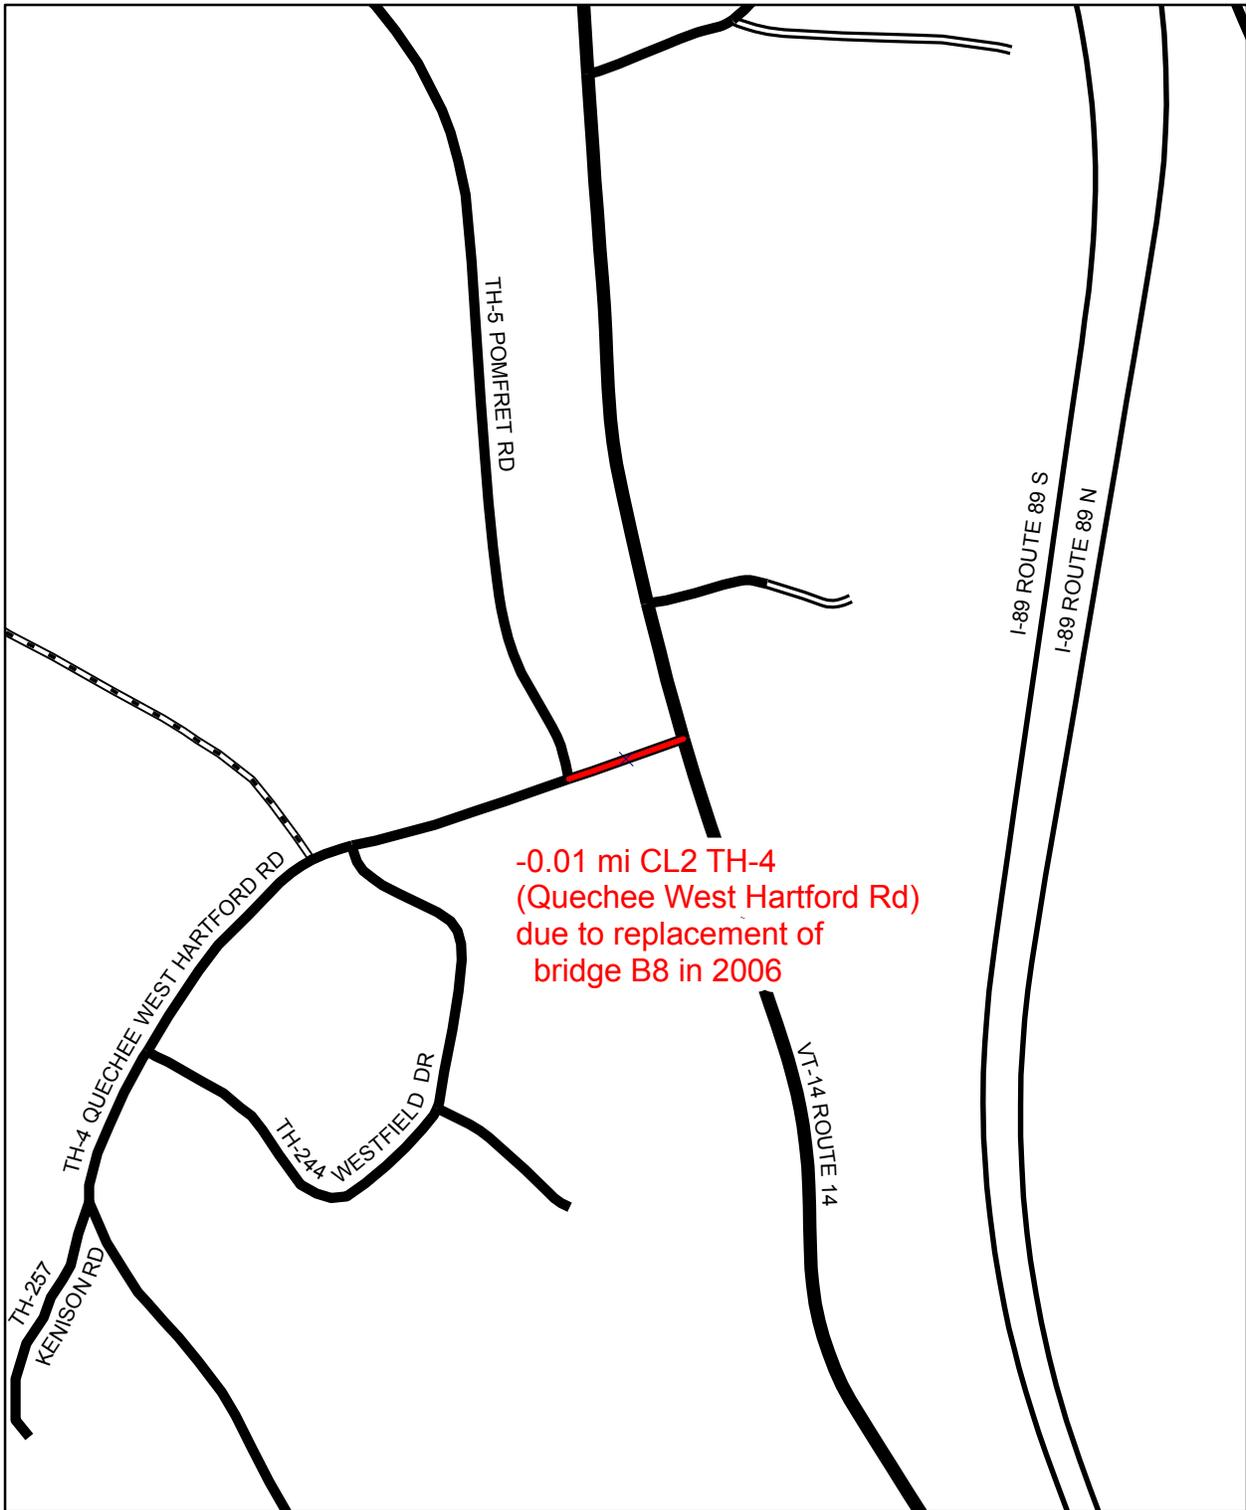 TH-5 POMFRET RD
I-89 ROUTE 89 S
I-89 ROUTE 89 N
-0.01 mi CL2 TH-4
(Quechee West Hartford Rd)
due to replacement of
bridge B8 in 2006
TH-4 QUECHEE WEST HARTFORD RD
VT-14 ROUTE 14
TH-244
WESTFIELD DR
TH-257
KENISON RD